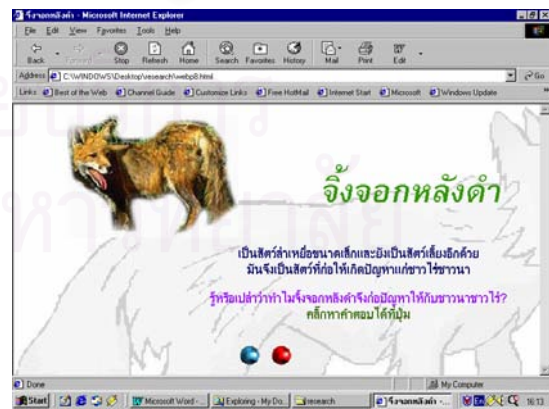 จิ้งจอกหลังดำ - Microsoft Internet Explorer
File Edit View Favorites Tools Help
Back Forward Stop Refresh Home Search Favorites History Mail Print Edit
Address C:\WINDOWS\Desktop\research\webp8.html Go
Links Best of the Web Channel Guide Customize Links Free HotMail Internet Start Microsoft Windows Update
จิ้งจอกหลังดำ
เป็นสัตว์ล่าเหยื่อขนาดเล็กและยังเป็นสัตว์เลี้ยงอีกด้วย
มันจึงเป็นสัตว์ที่ก่อให้เกิดปัญหาแก่ชาวไร่ชาวนา
รู้หรือเปล่าว่าทำไมจิ้งจอกหลังดำจึงก่อปัญหาให้กับชาวนาชาวไร่?
คลิ๊กหาคำตอบได้ที่ปุ่ม
Done My Computer
Start Microsoft Word - ... Exploring - My Do... research จิ้งจอกหลังดำ - ... 16:13